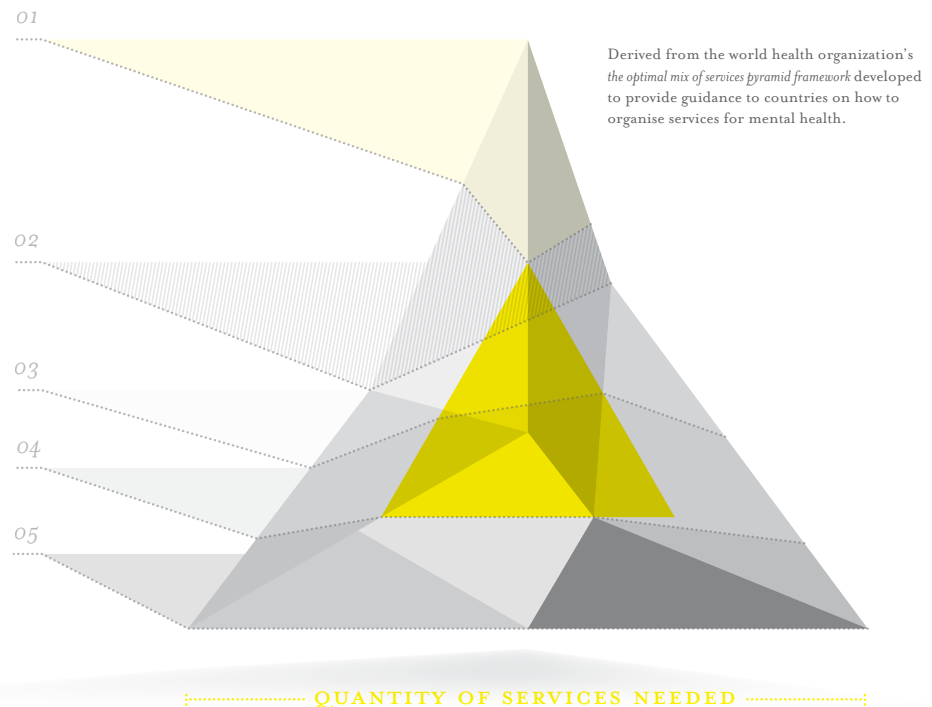 01
Derived from the world health organization's
the optimal mix of services pyramid framework developed
to provide guidance to countries on how to
organise services for mental health.
02
03
04
05
QUANTITY OF SERVICES NEEDED